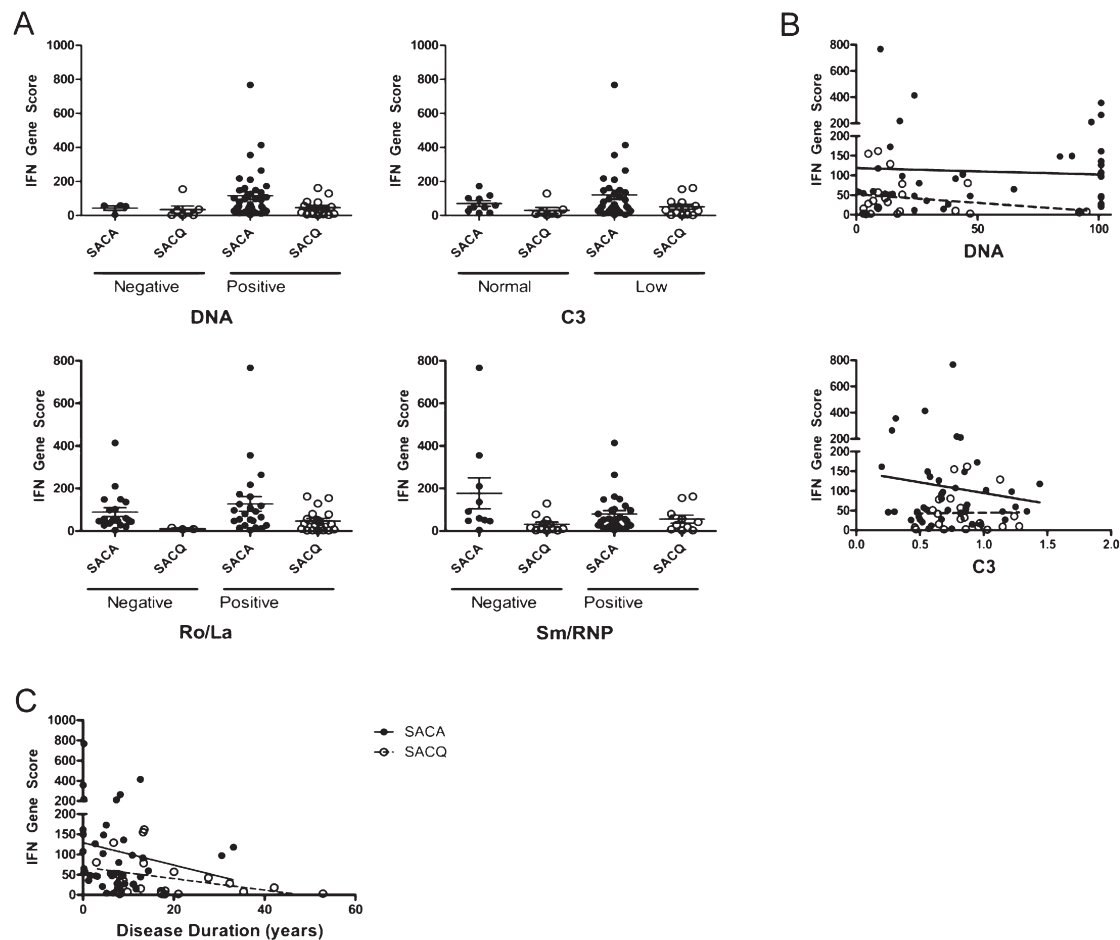 A
B
1000
800
600
400
200
0
IFN Gene Score
SACA
SACQ
SACA
SACQ
Negative
Positive
DNA
1000
800
600
400
200
0
IFN Gene Score
SACA
SACQ
SACA
SACQ
Normal
Low
C3
800
600
400
200
200
150
100
50
0
IFN Gene Score
0
50
100
DNA
800
600
400
200
0
IFN Gene Score
SACA
SACQ
SACA
SACQ
Negative
Positive
Ro/La
800
600
400
200
0
IFN Gene Score
SACA
SACQ
SACA
SACQ
Negative
Positive
Sm/RNP
800
600
400
200
200
150
100
50
0
IFN Gene Score
0.0
0.5
1.0
1.5
2.0
C3
C
1000
800
600
400
200
200
150
100
50
0
IFN Gene Score
0
20
40
60
Disease Duration (years)
SACA
SACQ